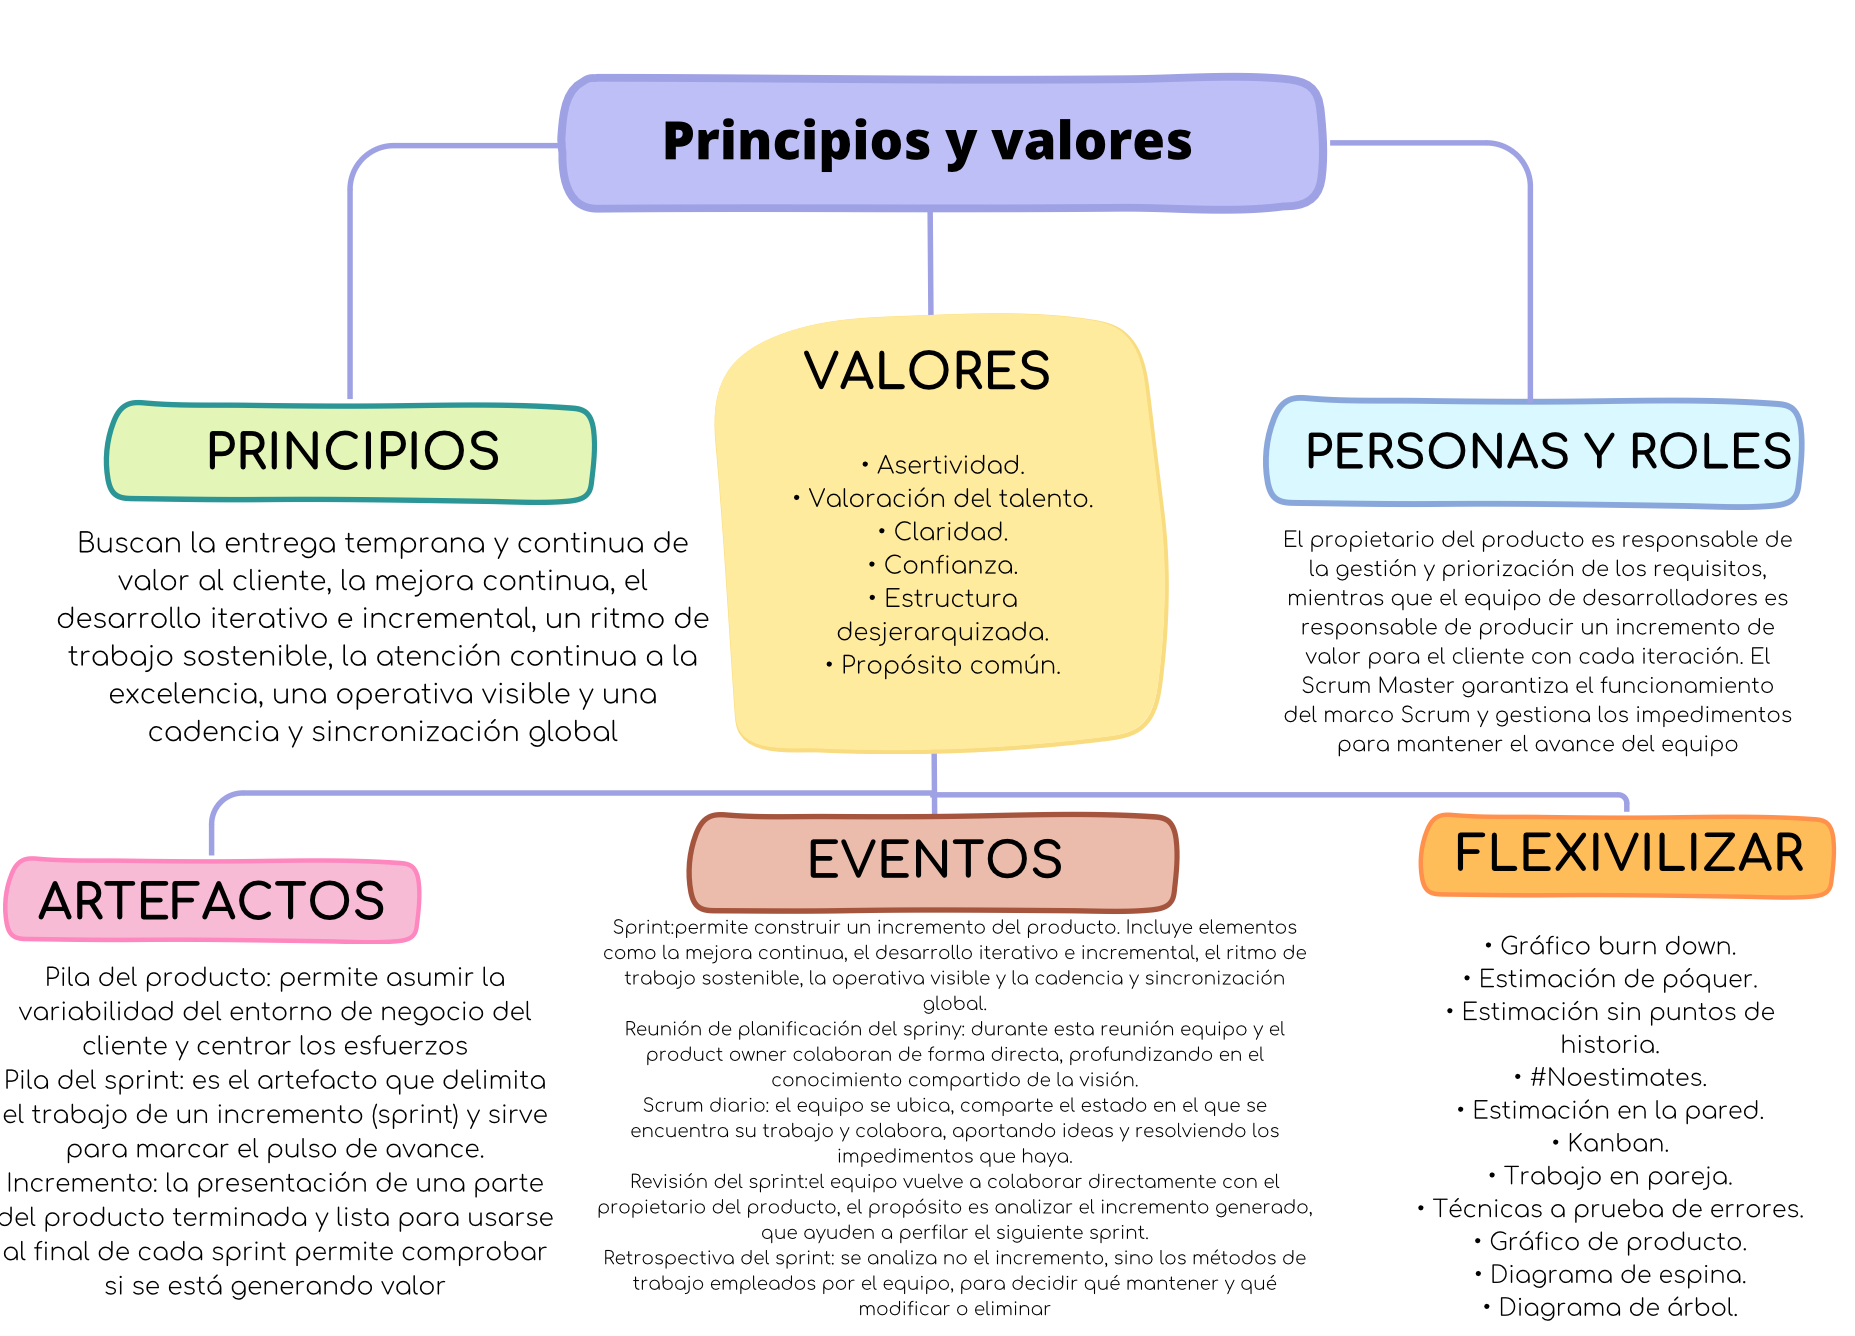 Principios y valores
PRINCIPIOS
Buscan la entrega temprana y continua de
valor al cliente, la mejora continua, el
desarrollo iterativo e incremental, un ritmo de
trabajo sostenible, la atención continua a la
excelencia, una operativa visible y una
cadencia y sincronización global
VALORES
• Asertividad.
• Valoración del talento.
• Claridad.
• Confianza.
• Estructura
desjerarquizada.
• Propósito común.
PERSONAS Y ROLES
El propietario del producto es responsable de
la gestión y priorización de los requisitos,
mientras que el equipo de desarrolladores es
responsable de producir un incremento de
valor para el cliente con cada iteración. El
Scrum Master garantiza el funcionamiento
del marco Scrum y gestiona los impedimentos
para mantener el avance del equipo
ARTEFACTOS
Pila del producto: permite asumir la
variabilidad del entorno de negocio del
cliente y centrar los esfuerzos
Pila del sprint: es el artefacto que delimita
el trabajo de un incremento (sprint) y sirve
para marcar el pulso de avance.
Incremento: la presentación de una parte
del producto terminada y lista para usarse
al final de cada sprint permite comprobar
si se está generando valor
EVENTOS
Sprint:permite construir un incremento del producto. Incluye elementos
como la mejora continua, el desarrollo iterativo e incremental, el ritmo de
trabajo sostenible, la operativa visible y la cadencia y sincronización
global.
Reunión de planificación del spriny: durante esta reunión equipo y el
product owner colaboran de forma directa, profundizando en el
conocimiento compartido de la visión.
Scrum diario: el equipo se ubica, comparte el estado en el que se
encuentra su trabajo y colabora, aportando ideas y resolviendo los
impedimentos que haya.
Revisión del sprint:el equipo vuelve a colaborar directamente con el
propietario del producto, el propósito es analizar el incremento generado,
que ayuden a perfilar el siguiente sprint.
Retrospectiva del sprint: se analiza no el incremento, sino los métodos de
trabajo empleados por el equipo, para decidir qué mantener y qué
modificar o eliminar
FLEXIVILIZAR
• Gráfico burn down.
• Estimación de póquer.
• Estimación sin puntos de
historia.
• #Noestimates.
• Estimación en la pared.
• Kanban.
• Trabajo en pareja.
• Técnicas a prueba de errores.
• Gráfico de producto.
• Diagrama de espina.
• Diagrama de árbol.